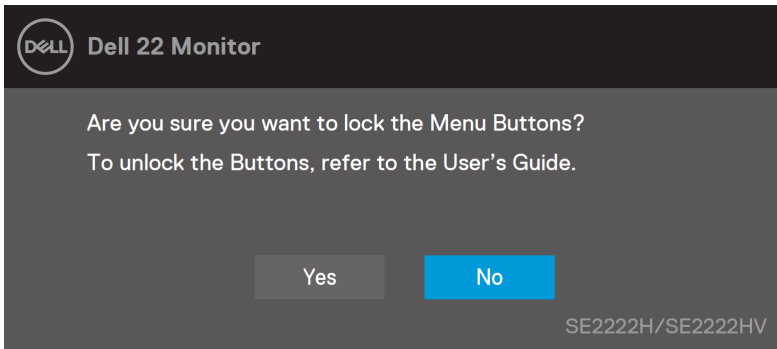 DELL Dell 22 Monitor
Are you sure you want to lock the Menu Buttons?
To unlock the Buttons, refer to the User’s Guide.
Yes No
SE2222H/SE2222HV